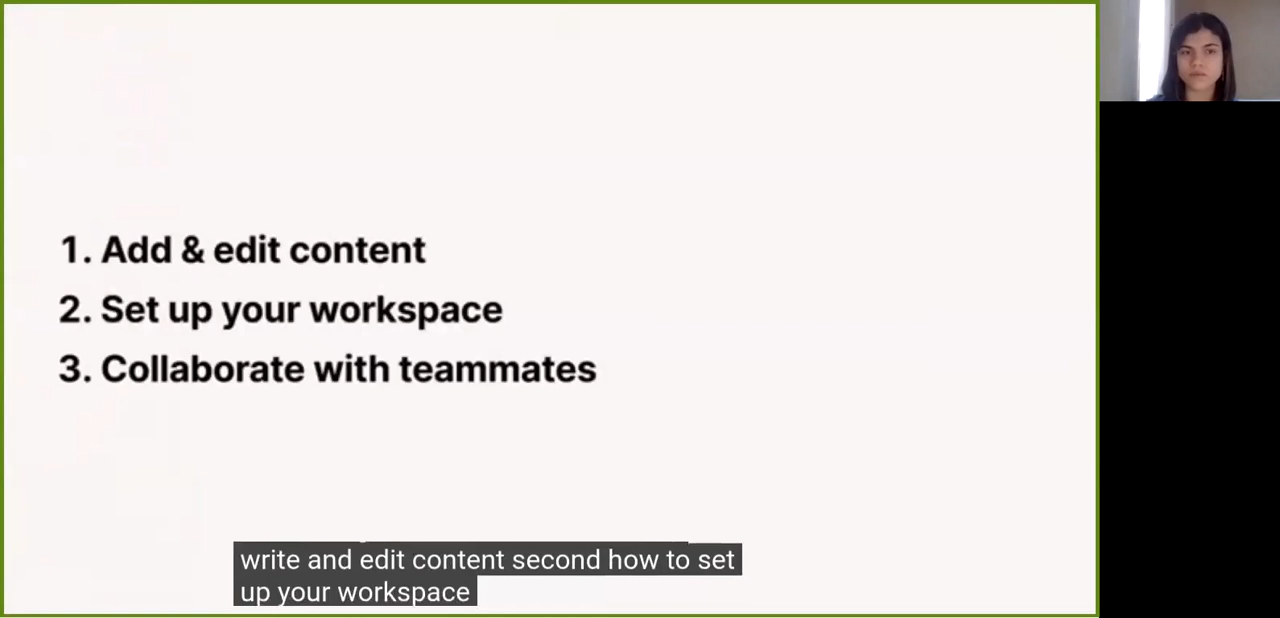 1. Add & edit content
2. Set up your workspace
3. Collaborate with teammates
write and edit content second how to set
up your workspace